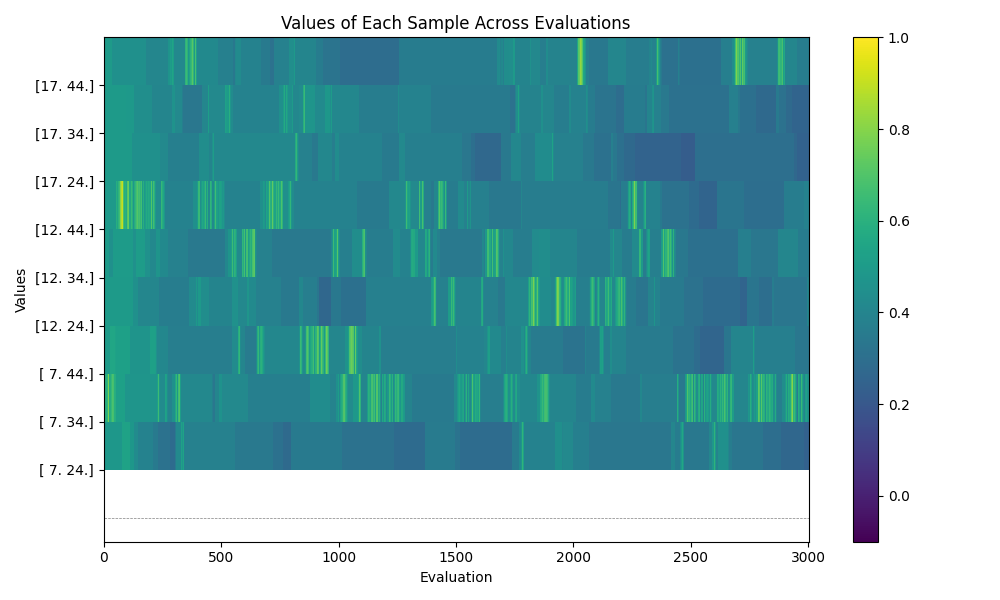 Values of Each Sample Across Evaluations
[17. 44.]
[17. 34.]
[17. 24.]
[12. 44.]
[12. 34.]
[12. 24.]
[ 7. 44.]
[ 7. 34.]
[ 7. 24.]
Values
0 500 1000 1500 2000 2500 3000
Evaluation
1.0
0.8
0.6
0.4
0.2
0.0